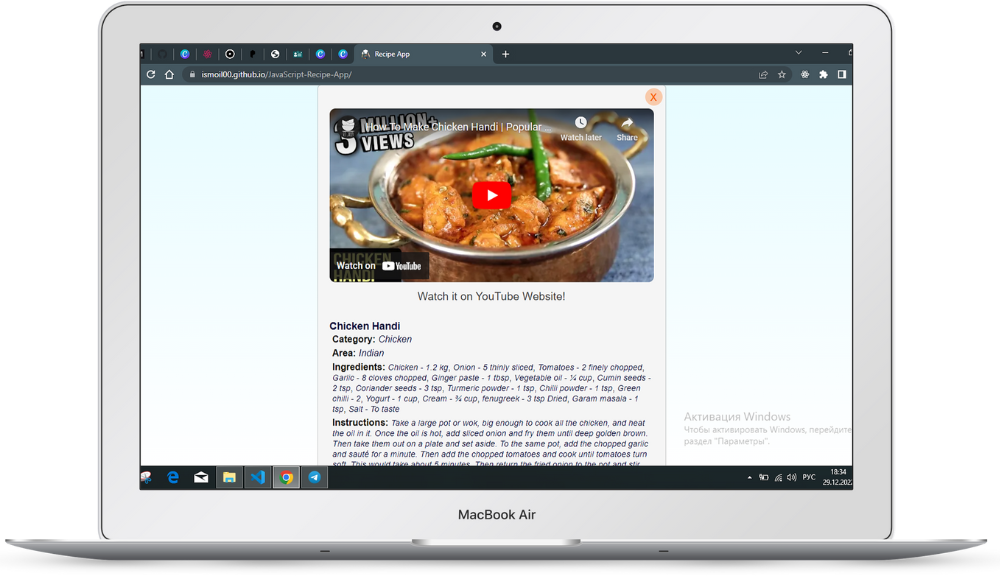 Recipe App
ismoil00.github.io/JavaScript-Recipe-App/
X
3 MILLION+
VIEWS
How To Make Chicken Handi | Popular ...
Watch later
Share
CHICKEN
HANDI
Watch on YouTube
Watch it on YouTube Website!
Chicken Handi
Category: Chicken
Area: Indian
Ingredients: Chicken - 1.2 kg, Onion - 5 thinly sliced, Tomatoes - 2 finely chopped,
Garlic - 8 cloves chopped, Ginger paste - 1 tbsp, Vegetable oil - ¼ cup, Cumin seeds -
2 tsp, Coriander seeds - 3 tsp, Turmeric powder - 1 tsp, Chilli powder - 1 tsp, Green
chilli - 2, Yogurt - 1 cup, Cream - ¾ cup, fenugreek - 3 tsp Dried, Garam masala - 1
tsp, Salt - To taste
Instructions: Take a large pot or wok, big enough to cook all the chicken, and heat
the oil in it. Once the oil is hot, add sliced onion and fry them until deep golden brown.
Then take them out on a plate and set aside. To the same pot, add the chopped garlic
and sauté for a minute. Then add the chopped tomatoes and cook until tomatoes turn
soft. This would take about 5 minutes. Then return the fried onion to the pot and stir.
Активация Windows
Чтобы активировать Windows, перейдите
раздел "Параметры".
РУС
18:34
29.12.202
MacBook Air